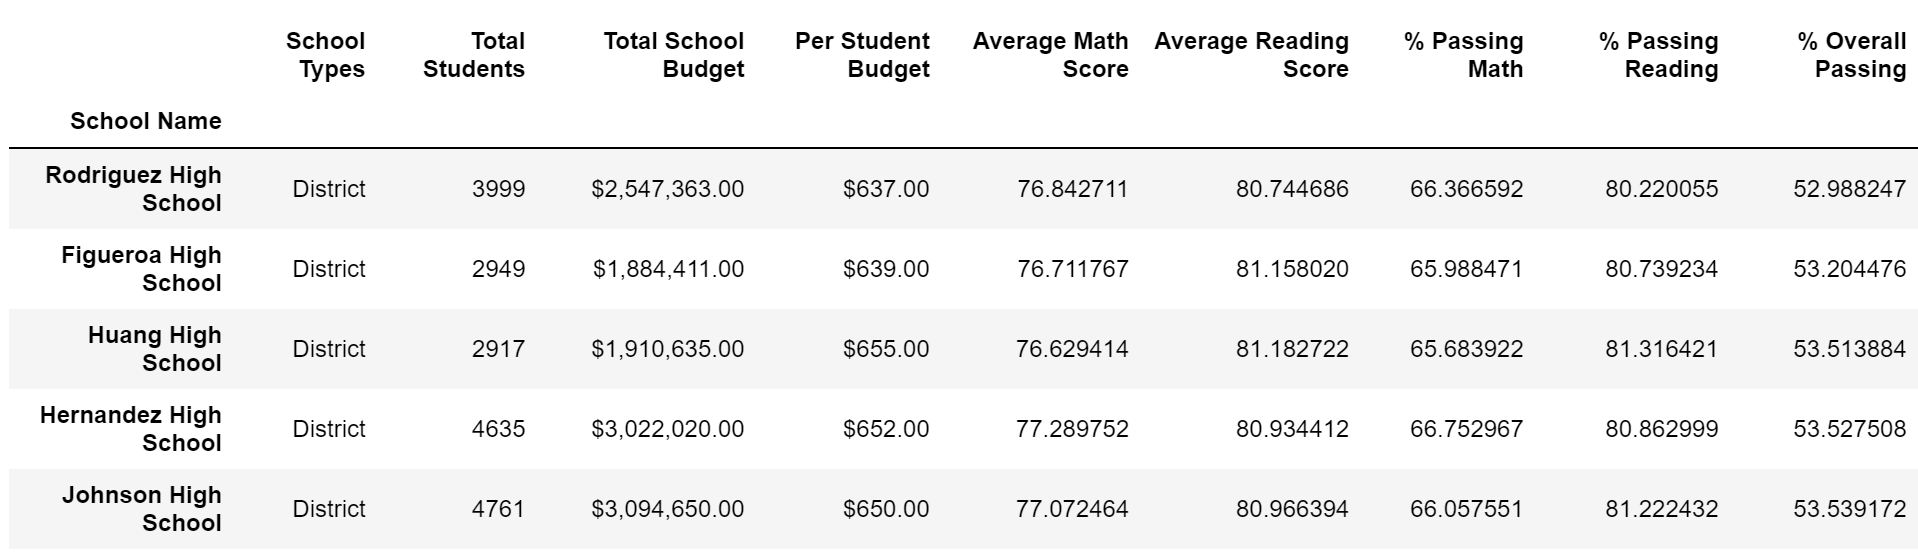 School Types Total Students Total School Budget Per Student Budget Average Math Score Average Reading Score % Passing Math % Passing Reading % Overall Passing
School Name
Rodriguez High School District 3999 $2,547,363.00 $637.00 76.842711 80.744686 66.366592 80.220055 52.988247
Figueroa High School District 2949 $1,884,411.00 $639.00 76.711767 81.158020 65.988471 80.739234 53.204476
Huang High School District 2917 $1,910,635.00 $655.00 76.629414 81.182722 65.683922 81.316421 53.513884
Hernandez High School District 4635 $3,022,020.00 $652.00 77.289752 80.934412 66.752967 80.862999 53.527508
Johnson High School District 4761 $3,094,650.00 $650.00 77.072464 80.966394 66.057551 81.222432 53.539172